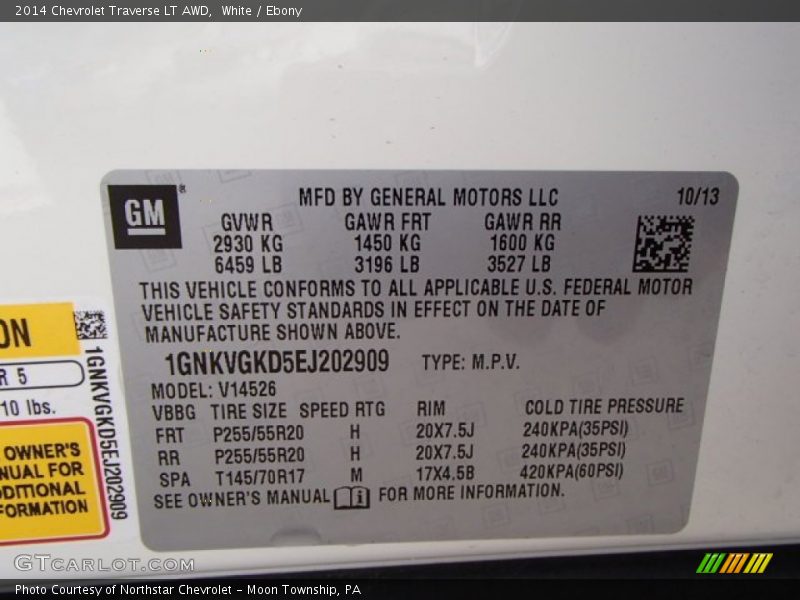 2014 Chevrolet Traverse LT AWD,  White / Ebony
GM®
MFD BY GENERAL MOTORS LLC
10/13
GVWR GAWR FRT GAWR RR
2930 KG 1450 KG 1600 KG
6459 LB 3196 LB 3527 LB
THIS VEHICLE CONFORMS TO ALL APPLICABLE U.S. FEDERAL MOTOR
VEHICLE SAFETY STANDARDS IN EFFECT ON THE DATE OF
MANUFACTURE SHOWN ABOVE.
1GNKVGKD5EJ202909 TYPE: M.P.V.
MODEL: V14526
VBBG TIRE SIZE SPEED RTG RIM COLD TIRE PRESSURE
FRT P255/55R20 H 20X7.5J 240KPA(35PSI)
RR P255/55R20 H 20X7.5J 240KPA(35PSI)
SPA T145/70R17 M 17X4.5B 420KPA(60PSI)
SEE OWNER'S MANUAL FOR MORE INFORMATION.
ON
R 5
10 lbs.
OWNER'S
NUAL FOR
DDITIONAL
FORMATION
1GNKVGKD5EJ202909
GTCARLOT.COM
Photo Courtesy of Northstar Chevrolet - Moon Township, PA